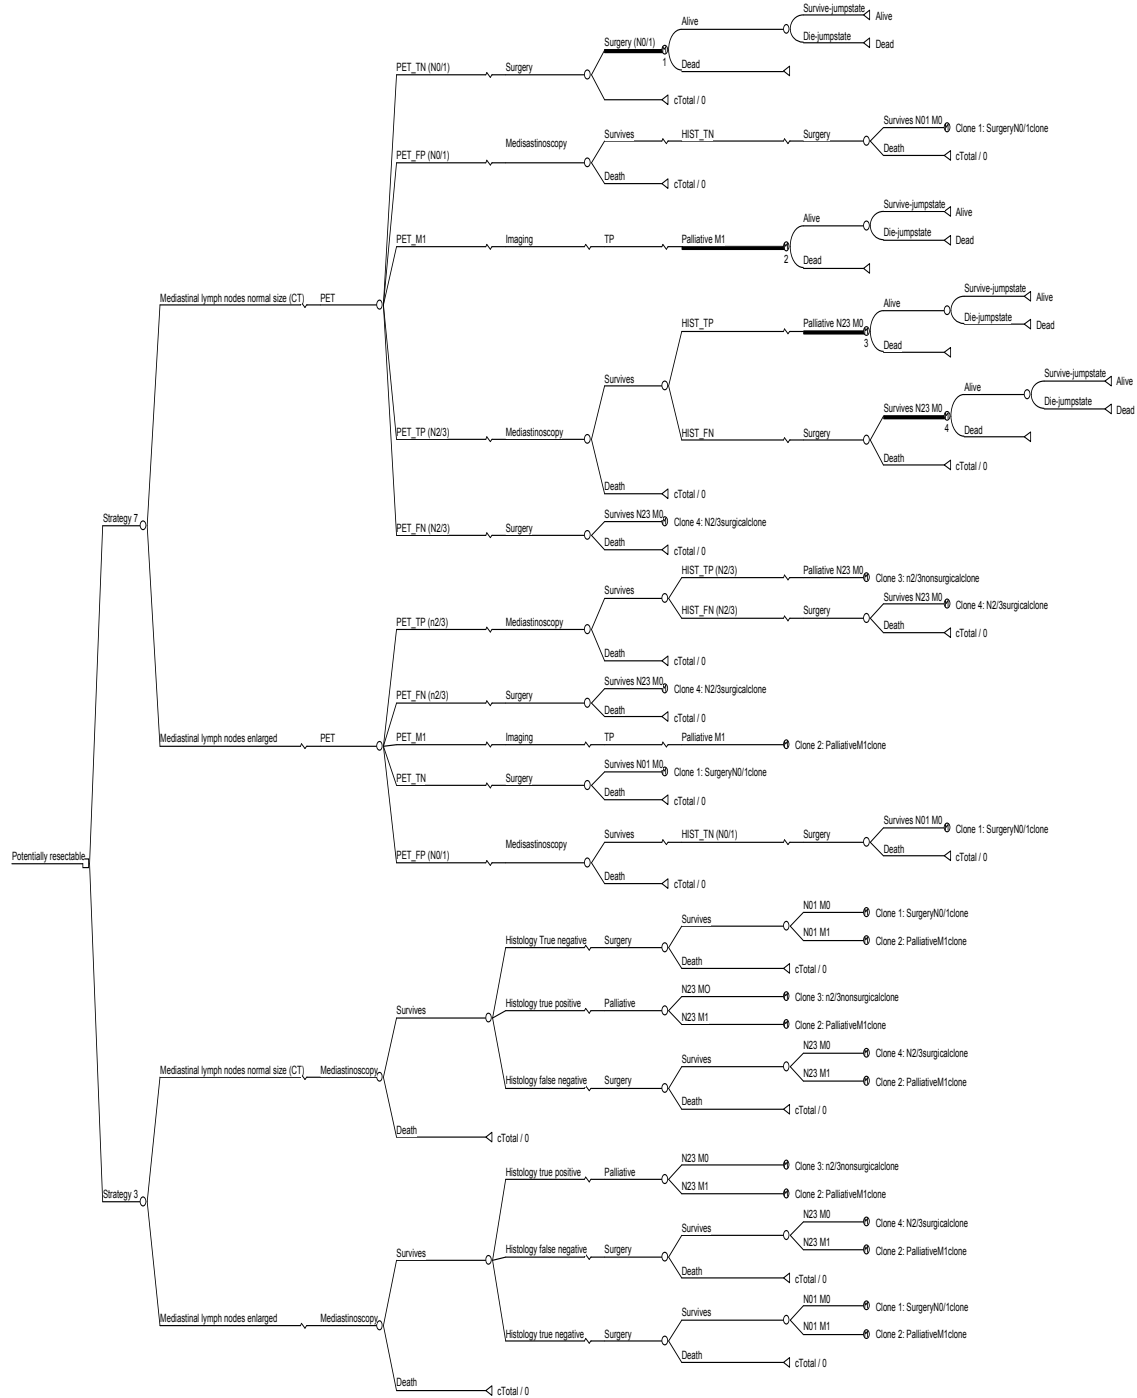 Survive-jumpstate
Alive
Alive
Die-jumpstate
Dead
Surgery (N0/1)
1
Dead
PET_TN (N0/1)
Surgery
cTotal / 0
Survives N01 M0
Clone 1: SurgeryN0/1clone
Survives
HIST_TN
Surgery
Medisastinoscopy
Death
cTotal / 0
PET_FP (N0/1)
Death
cTotal / 0
Survive-jumpstate
Alive
Alive
Die-jumpstate
Dead
PET_M1
Imaging
TP
Palliative M1
2
Dead
Survive-jumpstate
Alive
Mediastinal lymph nodes normal size (CT)
PET
Alive
Die-jumpstate
Dead
HIST_TP
Palliative N23 M0
3
Dead
Survive-jumpstate
Alive
Survives
Alive
Die-jumpstate
Dead
Survives N23 M0
4
Dead
PET_TP (N2/3)
Mediastinoscopy
HIST_FN
Surgery
Death
cTotal / 0
Death
cTotal / 0
Strategy 7
Survives N23 M0
Clone 4: N2/3surgicalclone
PET_FN (N2/3)
Surgery
Death
cTotal / 0
HIST_TP (N2/3)
Palliative N23 M0
Clone 3: n2/3nonsurgicalclone
Survives
Survives N23 M0
Clone 4: N2/3surgicalclone
HIST_FN (N2/3)
Surgery
PET_TP (n2/3)
Mediastinoscopy
Death
cTotal / 0
Death
cTotal / 0
Survives N23 M0
Clone 4: N2/3surgicalclone
PET_FN (n2/3)
Surgery
Death
cTotal / 0
Mediastinal lymph nodes enlarged
PET
PET_M1
Imaging
TP
Palliative M1
Clone 2: PalliativeM1clone
Survives N01 M0
Clone 1: SurgeryN0/1clone
PET_TN
Surgery
Death
cTotal / 0
Survives N01 M0
Clone 1: SurgeryN0/1clone
Survives
HIST_TN (N0/1)
Surgery
Medisastinoscopy
Death
cTotal / 0
PET_FP (N0/1)
Death
cTotal / 0
Potentially resectable
N01 M0
Clone 1: SurgeryN0/1clone
Survives
N01 M1
Clone 2: PalliativeM1clone
Histology True negative
Surgery
Death
cTotal / 0
N23 MO
Clone 3: n2/3nonsurgicalclone
Survives
Histology true positive
Palliative
N23 M1
Clone 2: PalliativeM1clone
N23 M0
Clone 4: N2/3surgicalclone
Survives
Mediastinal lymph nodes normal size (CT)
Mediastinoscopy
N23 M1
Clone 2: PalliativeM1clone
Histology false negative
Surgery
Death
cTotal / 0
Death
cTotal / 0
N23 M0
Clone 3: n2/3nonsurgicalclone
Histology true positive
Palliative
N23 M1
Clone 2: PalliativeM1clone
Strategy 3
N23 M0
Clone 4: N2/3surgicalclone
Survives
N23 M1
Clone 2: PalliativeM1clone
Survives
Histology false negative
Surgery
Death
cTotal / 0
N01 M0
Clone 1: SurgeryN0/1clone
Mediastinal lymph nodes enlarged
Mediastinoscopy
Survives
N01 M1
Clone 2: PalliativeM1clone
Histology true negative
Surgery
Death
cTotal / 0
Death
cTotal / 0